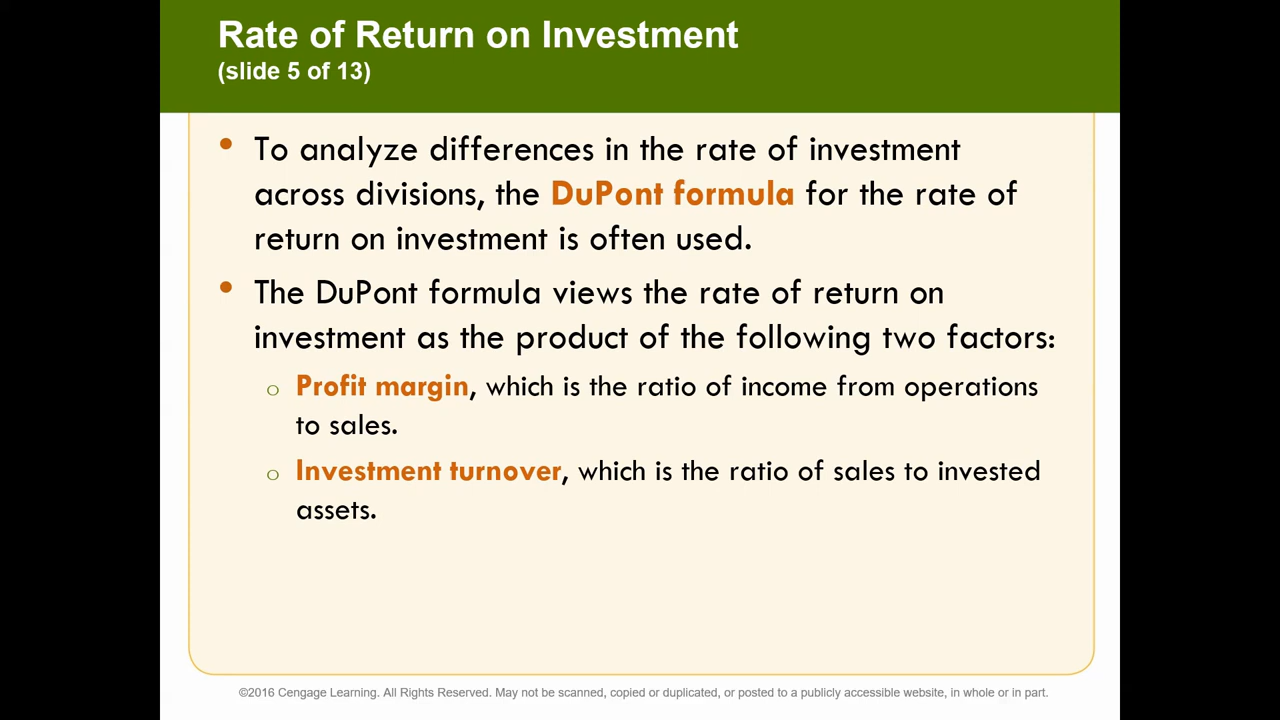 Rate of Return on Investment
(slide 5 of 13)
• To analyze differences in the rate of investment
across divisions, the DuPont formula for the rate of
return on investment is often used.
• The DuPont formula views the rate of return on
investment as the product of the following two factors:
o Profit margin, which is the ratio of income from operations
to sales.
o Investment turnover, which is the ratio of sales to invested
assets.
©2016 Cengage Learning. All Rights Reserved. May not be scanned, copied or duplicated, or posted to a publicly accessible website, in whole or in part.